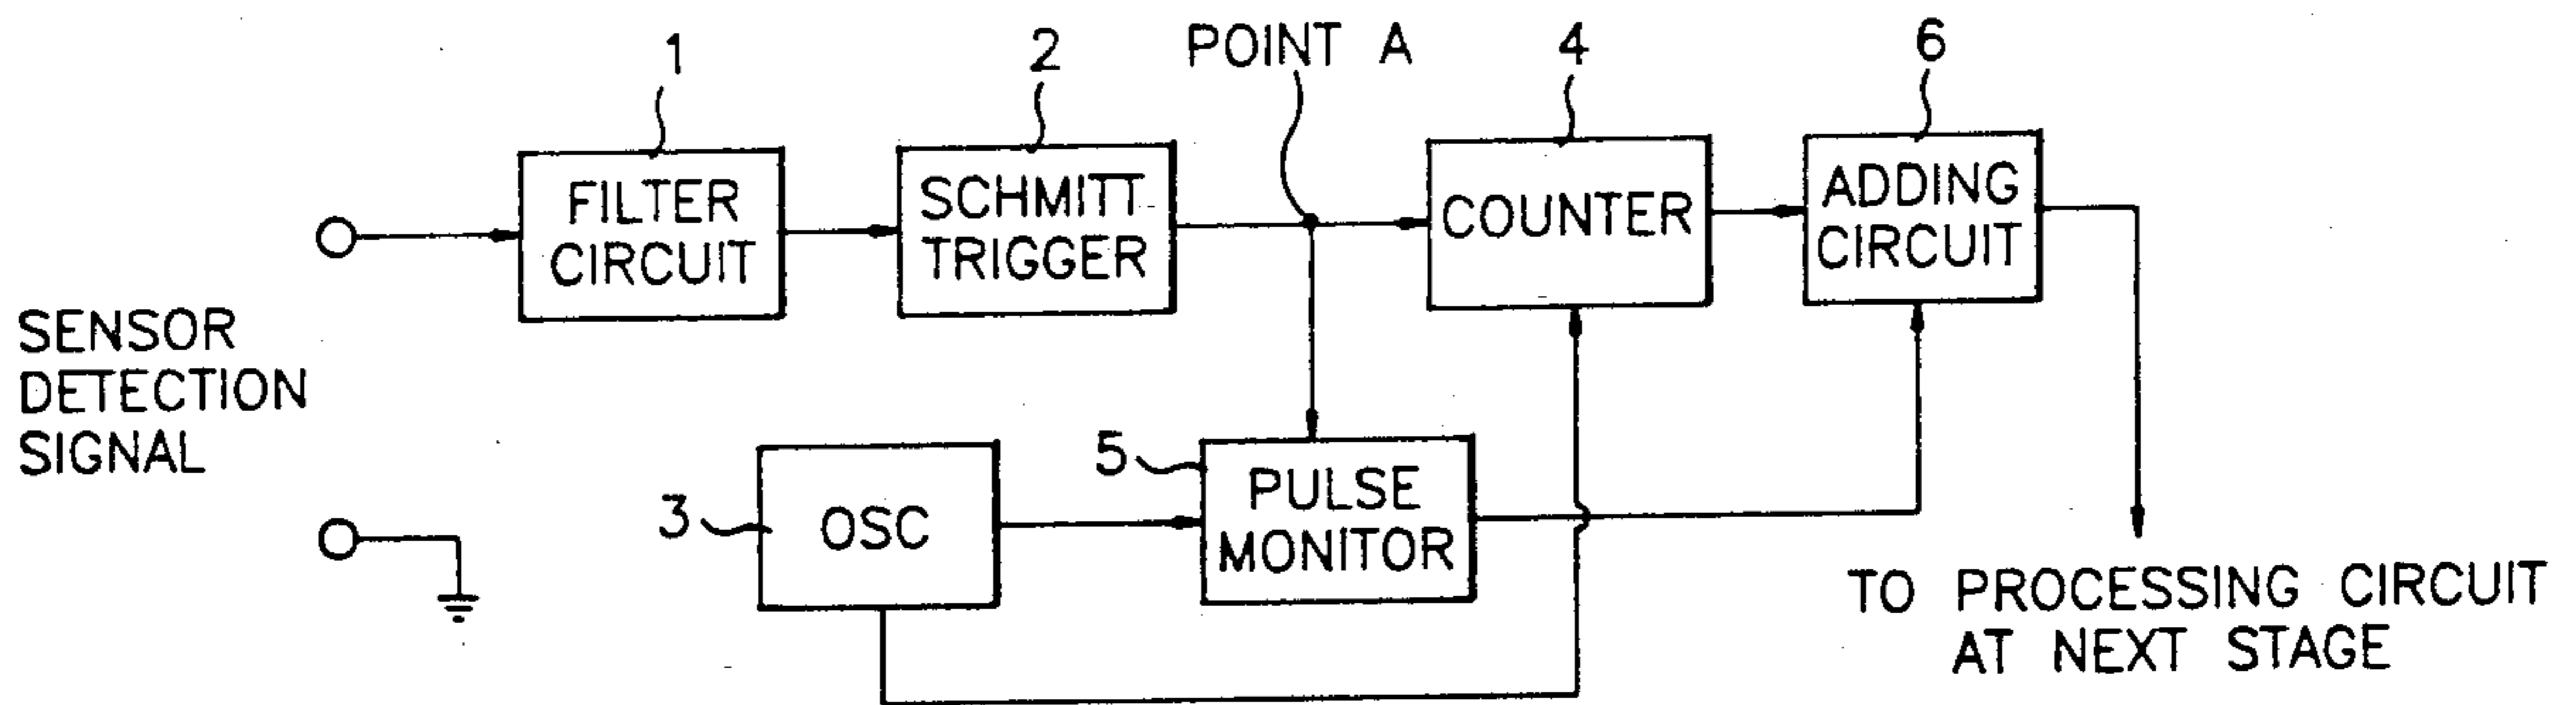 1
2
POINT A
4
6
FILTER
CIRCUIT
SCHMITT
TRIGGER
COUNTER
ADDING
CIRCUIT
SENSOR
DETECTION
SIGNAL
3
OSC
5
PULSE
MONITOR
TO PROCESSING CIRCUIT
AT NEXT STAGE